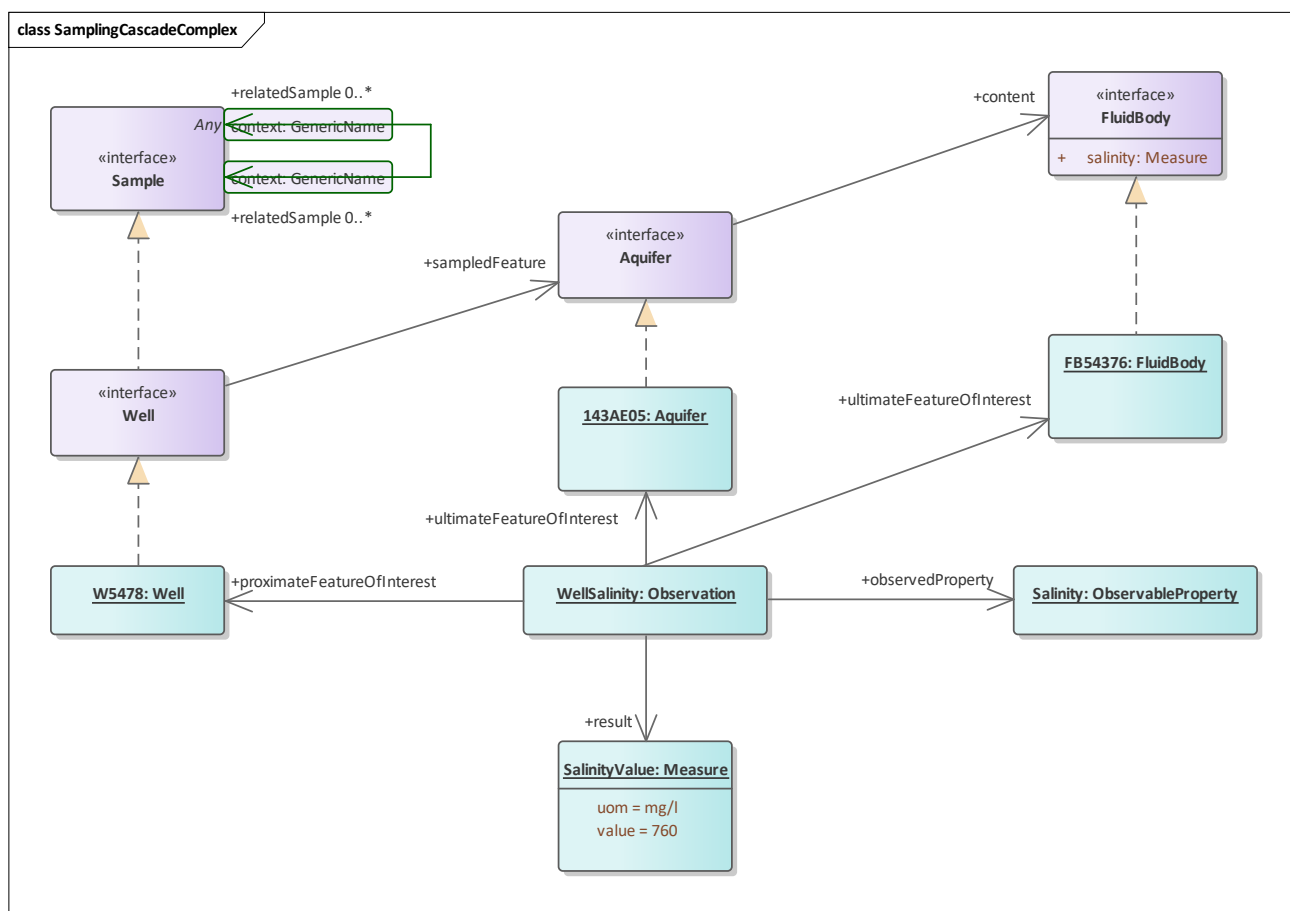 class SamplingCascadeComplex
+relatedSample 0..*
Any
context: GenericName
«interface»
Sample
context: GenericName
+relatedSample 0..*
+content
«interface»
FluidBody
+ salinity: Measure
«interface»
Aquifer
+sampledFeature
«interface»
Well
FB54376: FluidBody
143AE05: Aquifer
+ultimateFeatureOfInterest
+ultimateFeatureOfInterest
W5478: Well
+proximateFeatureOfInterest
WellSalinity: Observation
+observedProperty
Salinity: ObservableProperty
+result
SalinityValue: Measure
uom = mg/l
value = 760